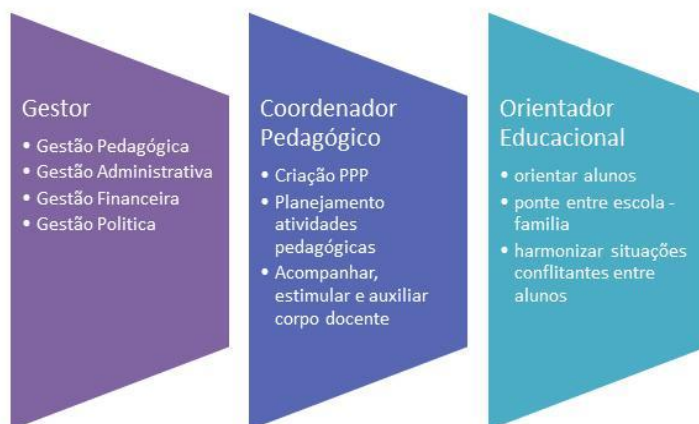 Gestor
• Gestão Pedagógica
• Gestão Administrativa
• Gestão Financeira
• Gestão Politica
Coordenador
Pedagógico
• Criação PPP
• Planejamento
atividades
pedagógicas
• Acompanhar,
estimular e auxiliar
corpo docente
Orientador
Educacional
• orientar alunos
• ponte entre escola -
familia
• harmonizar situações
conflitantes entre
alunos